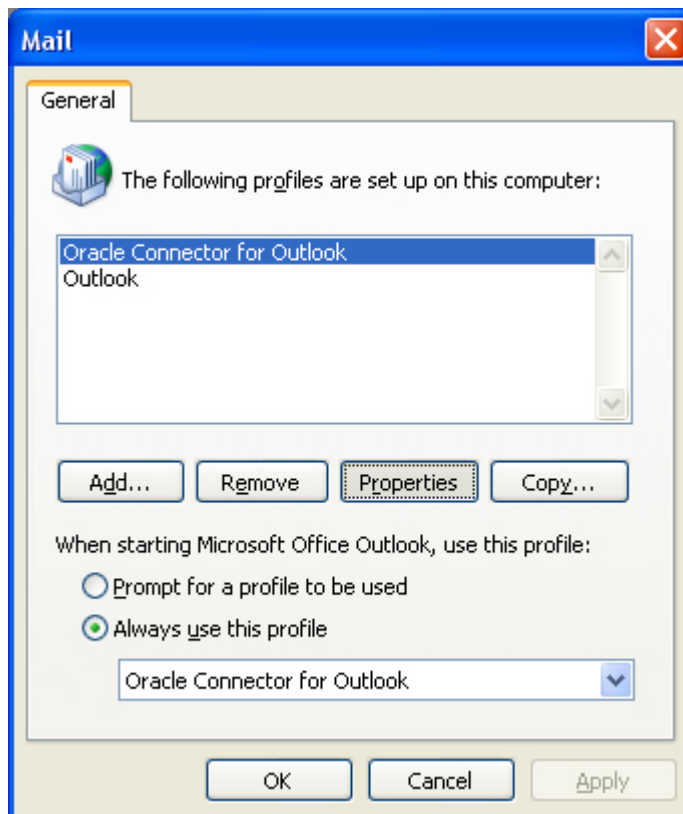 Mail
General
The following profiles are set up on this computer:
Oracle Connector for Outlook
Outlook
Add...
Remove
Properties
Copy...
When starting Microsoft Office Outlook, use this profile:
Prompt for a profile to be used
Always use this profile
Oracle Connector for Outlook
OK
Cancel
Apply